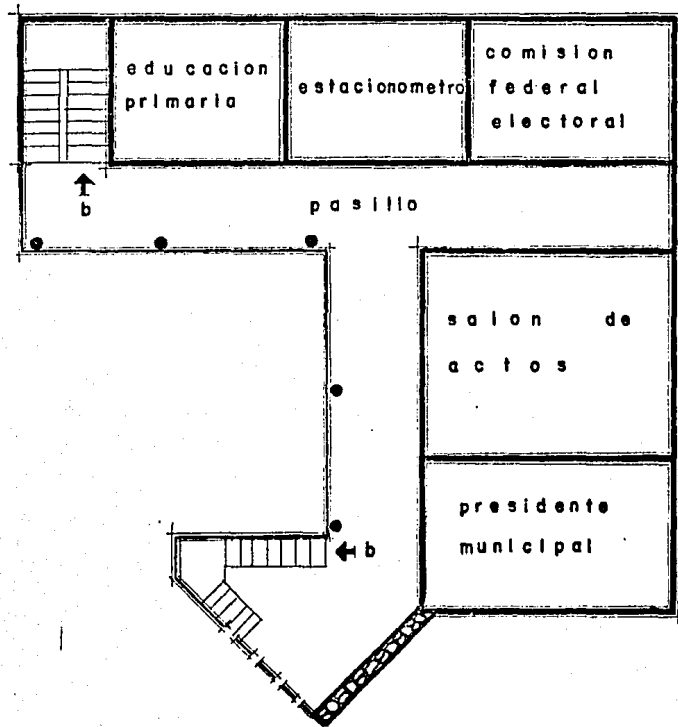 educacion
primaria
estacionometro
comision
federal
electoral
b
pasillo
salon de
actos
presidente
municipal
b